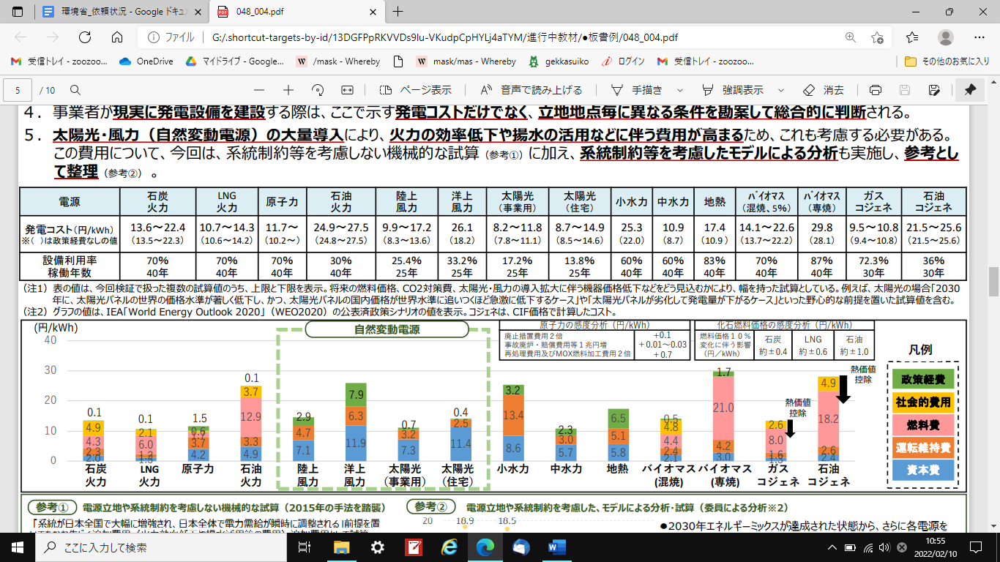 環境省_依頼状況 - Google ドキュ
048_004.pdf
ファイル
G:/.shortcut-targets-by-id/13DGFPpRKVVDs9Iu-VKudpCpHYLj4aTYM/進行中教材/●板書例/048_004.pdf
受信トレイ - zoozoo...
OneDrive
マイドライブ - Google...
/mask - Whereby
mask/mas - Whereby
gekkasuiko
ログイン
受信トレイ - zoozoo...
その他のお気に入り
5 / 10
ページ表示
音声で読み上げる
手描き
強調表示
消去
４．事業者が現実に発電設備を建設する際は、ここで示す発電コストだけでなく、立地地点毎に異なる条件を勘案して総合的に判断される。
５．太陽光・風力（自然変動電源）の大量導入により、火力の効率低下や揚水の活用などに伴う費用が高まるため、これも考慮する必要がある。
この費用について、今回は、系統制約等を考慮しない機械的な試算（参考①）に加え、系統制約等を考慮したモデルによる分析も実施し、参考とし
て整理（参考②）。
電源 石炭火力 LNG火力 原子力 石油火力 陸上風力 洋上風力 太陽光（事業用） 太陽光（住宅） 小水力 中水力 地熱 バイオマス（混焼、5%） バイオマス（専焼） ガスコジェネ 石油コジェネ
発電コスト（円/kWh） 13.6～22.4 10.7～14.3 11.7～ 24.9～27.5 9.9～17.2 26.1 8.2～11.8 8.7～14.9 25.3 10.9 17.4 14.1～22.6 29.8 9.5～10.8 21.5～25.6
※（　）は政策経費なしの値 （13.5～22.3） （10.6～14.2） （10.2～） （24.8～27.5） （8.3～13.6） （18.2） （7.8～11.1） （8.5～14.6） （22.0） （8.7） （10.9） （13.7～22.2） （28.1） （9.4～10.8） （21.5～25.6）
設備利用率 70% 70% 70% 30% 25.4% 33.2% 17.2% 13.8% 60% 60% 83% 70% 87% 72.3% 36%
稼働年数 40年 40年 40年 40年 25年 25年 25年 25年 40年 40年 40年 40年 40年 30年 30年
（注1）表の値は、今回検証で扱った複数の試算値のうち、上限と下限を表示。将来の燃料価格、CO2対策費、太陽光・風力の導入拡大に伴う機器価格低下などをどう見込むかにより、幅を持った試算としている。例えば、太陽光の場合「2030
年に、太陽光パネルの世界の価格水準が著しく低下し、かつ、太陽光パネルの国内価格が世界水準に追いつくほど急激に低下するケース」や「太陽光パネルが劣化して発電量が下がるケース」といった野心的な前提を置いた試算値を含む。
（注2）グラフの値は、IEA「World Energy Outlook 2020」（WEO2020）の公表済政策シナリオの値を表示。コジェネは、CIF価格で計算したコスト。
(円/kWh)
自然変動電源
原子力の感度分析（円/kWh）
廃止措置費用２倍 +0.1
事故廃炉・賠償費用等１兆円増 +0.01～0.03
再処理費用及びMOX燃料加工費用２倍 +0.7
化石燃料価格の感度分析（円/kWh）
燃料価格１０％ 石炭 LNG 石油
変化に伴う影響 約±0.4 約±0.6 約±1.0
（円／kWh）
凡例
政策経費
社会的費用
燃料費
運転維持費
資本費
熱価値
控除
熱価値
控除
40
30
20
10
0
0.1 4.9 4.3 2.3 2.0
0.1 2.1 6.0 1.3
1.5 0.6 3.7 4.2
0.1 3.7 12.9 3.3 4.9
2.9 4.7 7.1
7.9 6.3 11.9
0.7 3.2 7.3
0.4 2.5 11.4
3.2 13.4 8.6
2.3 3.0 5.7
6.5 5.1 5.8
0.5 4.8 4.4 2.4 2.1
1.7 21.0 4.2 3.0
2.6 8.0 1.6
4.9 18.2 2.6 2.4
石炭 LNG 原子力 石油 陸上 洋上 太陽光 太陽光 小水力 中水力 地熱 バイオマス バイオマス ガス 石油
火力 火力 火力 風力 風力 （事業用） （住宅） (混焼) (専焼) コジェネ コジェネ
参考① 電源立地や系統制約を考慮しない機械的な試算（2015年の手法を踏襲）
参考② 電源立地や系統制約を考慮した、モデルによる分析・試算（委員による分析※２）
「系統が日本全国で大幅に増強され、日本全体で電力需給が瞬時に調整される」前提を置
20 18.9 18.5
●2030年エネルギーミックスが達成された状態から、さらに各電源を
ここに入力して検索
10:55
2022/02/10